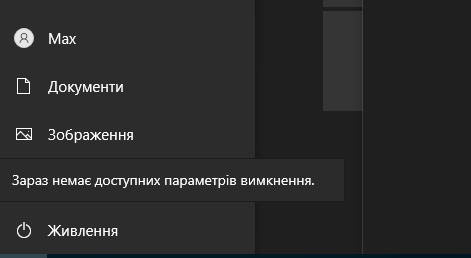 Max
Документи
Зображення
Зараз немає доступних параметрів вимкнення.
Живлення